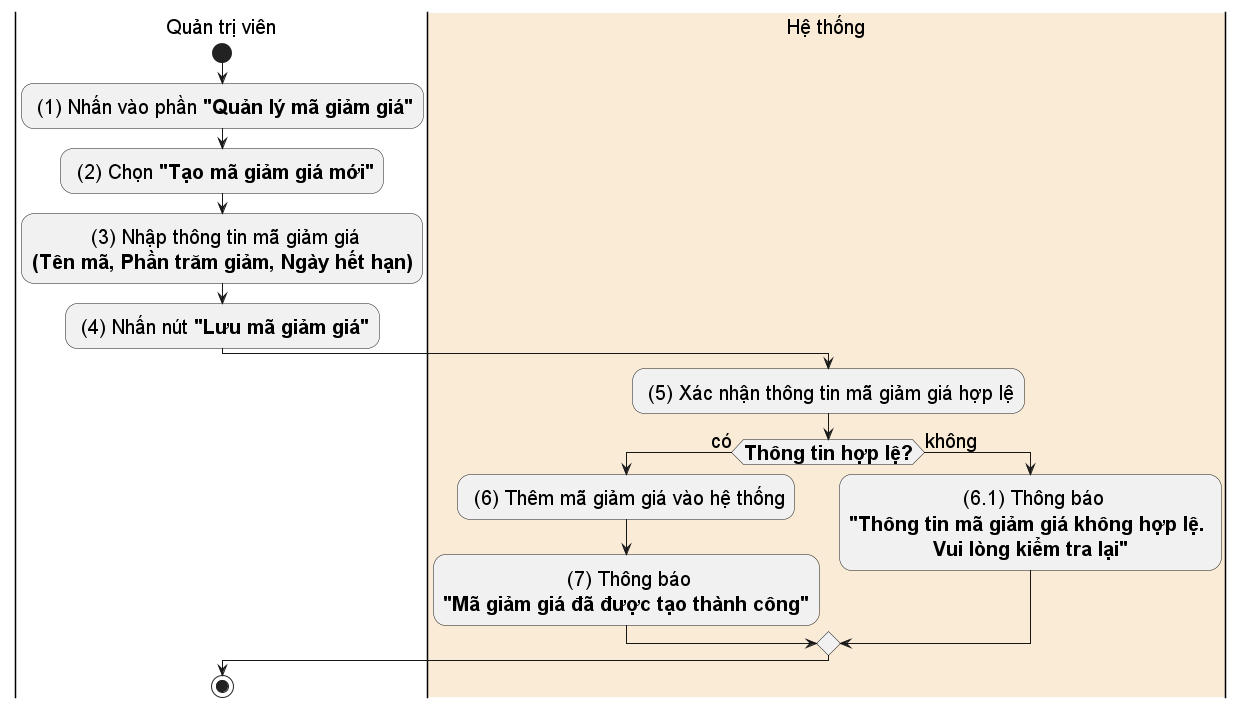 Quản trị viên
Hệ thống
(1) Nhấn vào phần "Quản lý mã giảm giá"
(2) Chọn "Tạo mã giảm giá mới"
(3) Nhập thông tin mã giảm giá
(Tên mã, Phần trăm giảm, Ngày hết hạn)
(4) Nhấn nút "Lưu mã giảm giá"
(5) Xác nhận thông tin mã giảm giá hợp lệ
có
Thông tin hợp lệ?
không
(6) Thêm mã giảm giá vào hệ thống
(7) Thông báo
"Mã giảm giá đã được tạo thành công"
(6.1) Thông báo
"Thông tin mã giảm giá không hợp lệ.
Vui lòng kiểm tra lại"